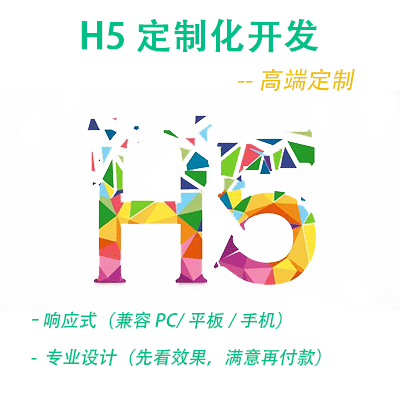 H5 定制化开发
-- 高端定制
H5
- 响应式（兼容 PC/ 平板 / 手机）
- 专业设计（先看效果，满意再付款）